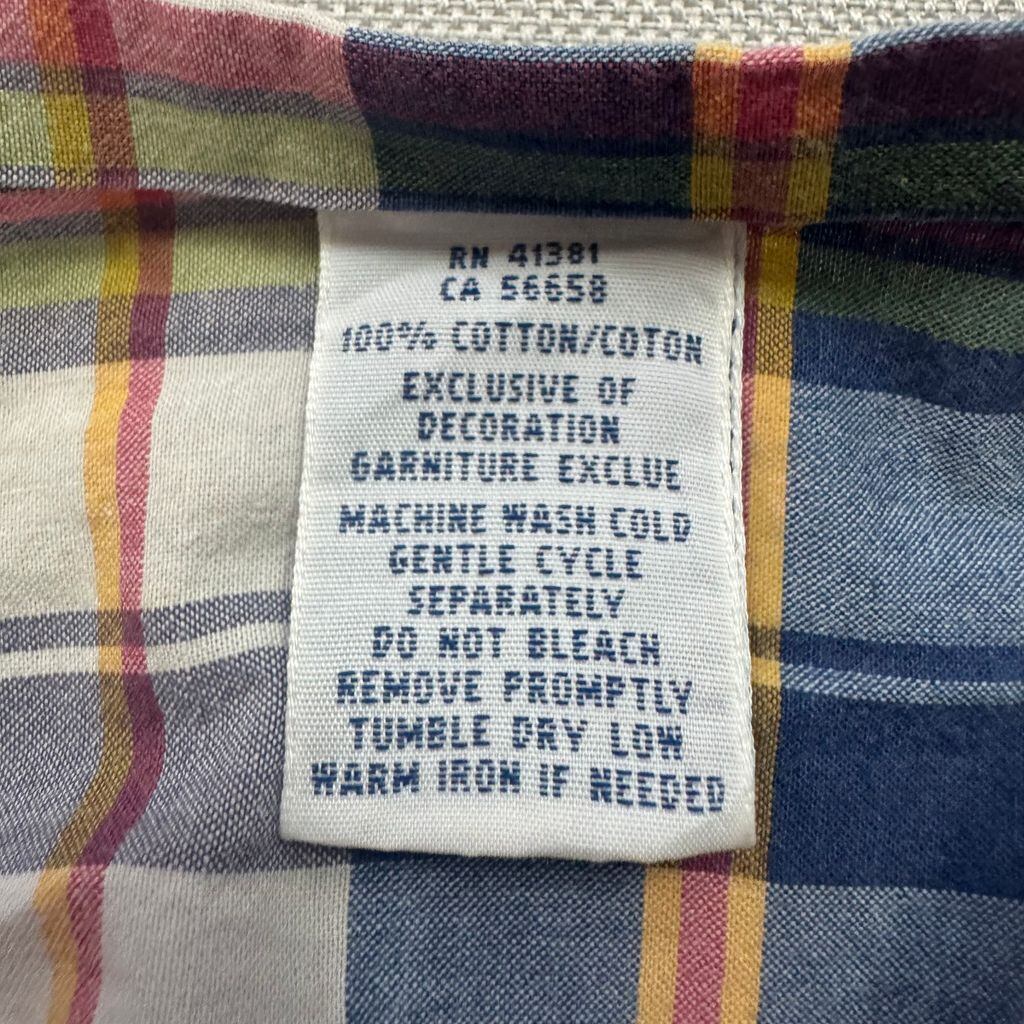 RN 41381
CA 56658
100% COTTON/COTON
EXCLUSIVE OF
DECORATION
GARNITURE EXCLUE
MACHINE WASH COLD
GENTLE CYCLE
SEPARATELY
DO NOT BLEACH
REMOVE PROMPTLY
TUMBLE DRY LOW
WARM IRON IF NEEDED